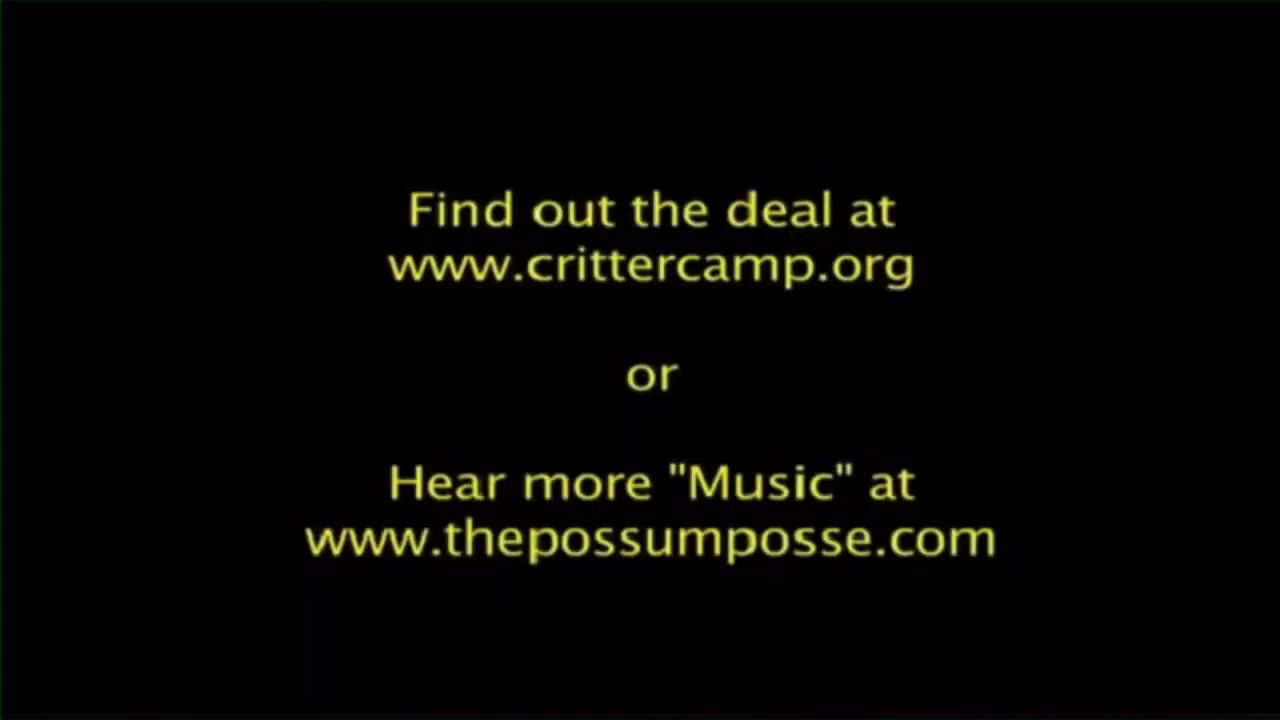 Find out the deal at
www.crittercamp.org
or
Hear more "Music" at
www.thepossumposse.com